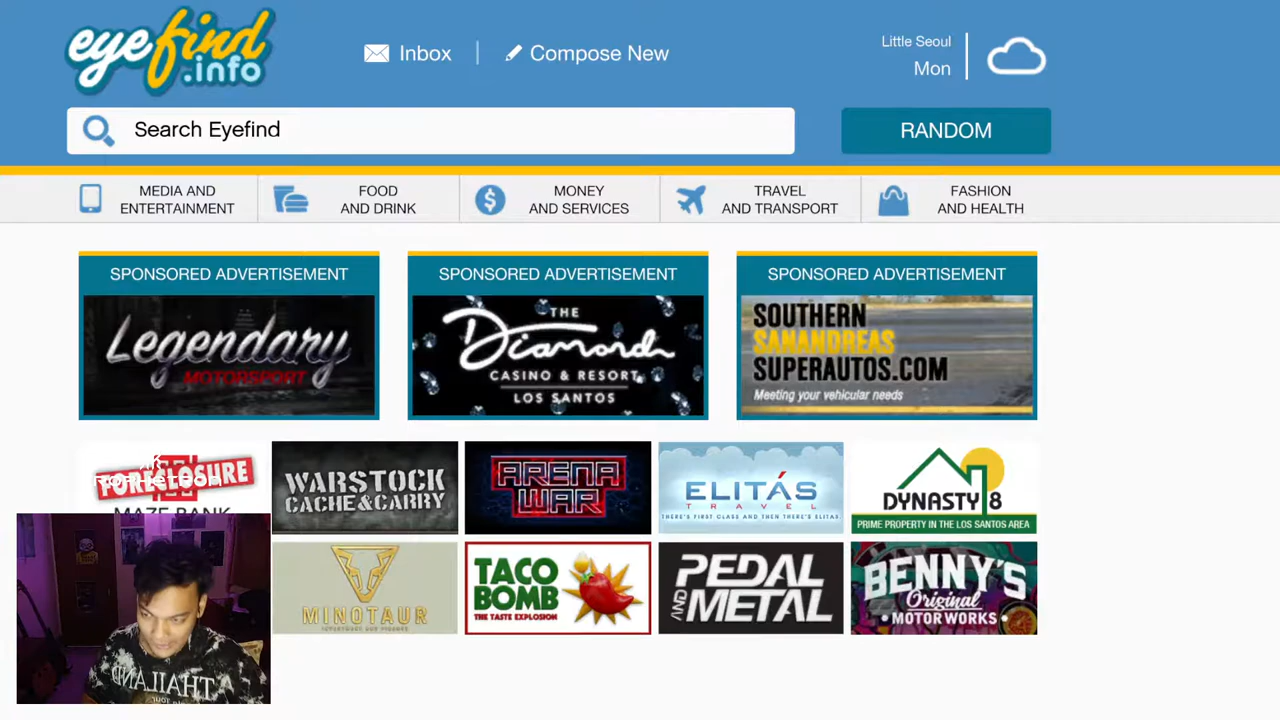 eyefind
.info
Inbox
Compose New
Little Seoul
Mon
Search Eyefind
RANDOM
MEDIA AND
ENTERTAINMENT
FOOD
AND DRINK
MONEY
AND SERVICES
TRAVEL
AND TRANSPORT
FASHION
AND HEALTH
SPONSORED ADVERTISEMENT
Legendary
MOTORSPORT
SPONSORED ADVERTISEMENT
THE
Diamond
CASINO & RESORT
LOS SANTOS
SPONSORED ADVERTISEMENT
SOUTHERN
SANANDREAS
SUPERAUTOS.COM
Meeting your vehicular needs
FORECLOSURE
MAZE BANK
WARSTOCK
CACHE&CARRY
ARENA
WAR
ELITÁS
TRAVEL
THERE'S FIRST CLASS AND THEN THERE'S ELITAS
DYNASTY 8
PRIME PROPERTY IN THE LOS SANTOS AREA
MINOTAUR
TACO
BOMB
THE TASTE EXPLOSION
PEDAL
AND METAL
BENNY'S
Original
• MOTOR WORKS •
THAILAND